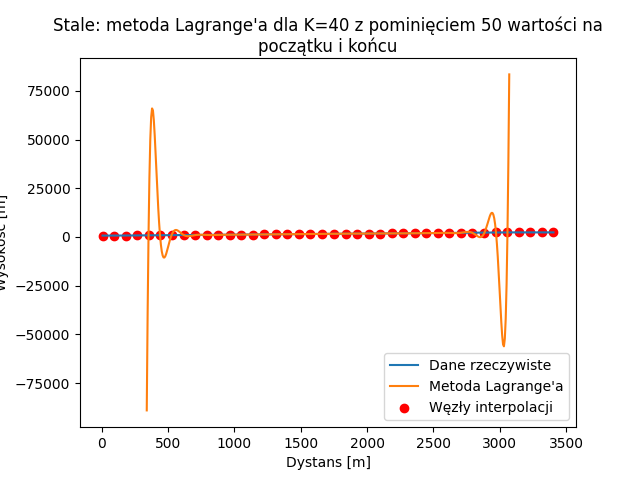 Stale: metoda Lagrange'a dla K=40 z pominięciem 50 wartości na
początku i końcu
75000
50000
25000
0
−25000
−50000
−75000
Wysokość [m]
0
500
1000
1500
2000
2500
3000
3500
Dystans [m]
Dane rzeczywiste
Metoda Lagrange'a
Węzły interpolacji